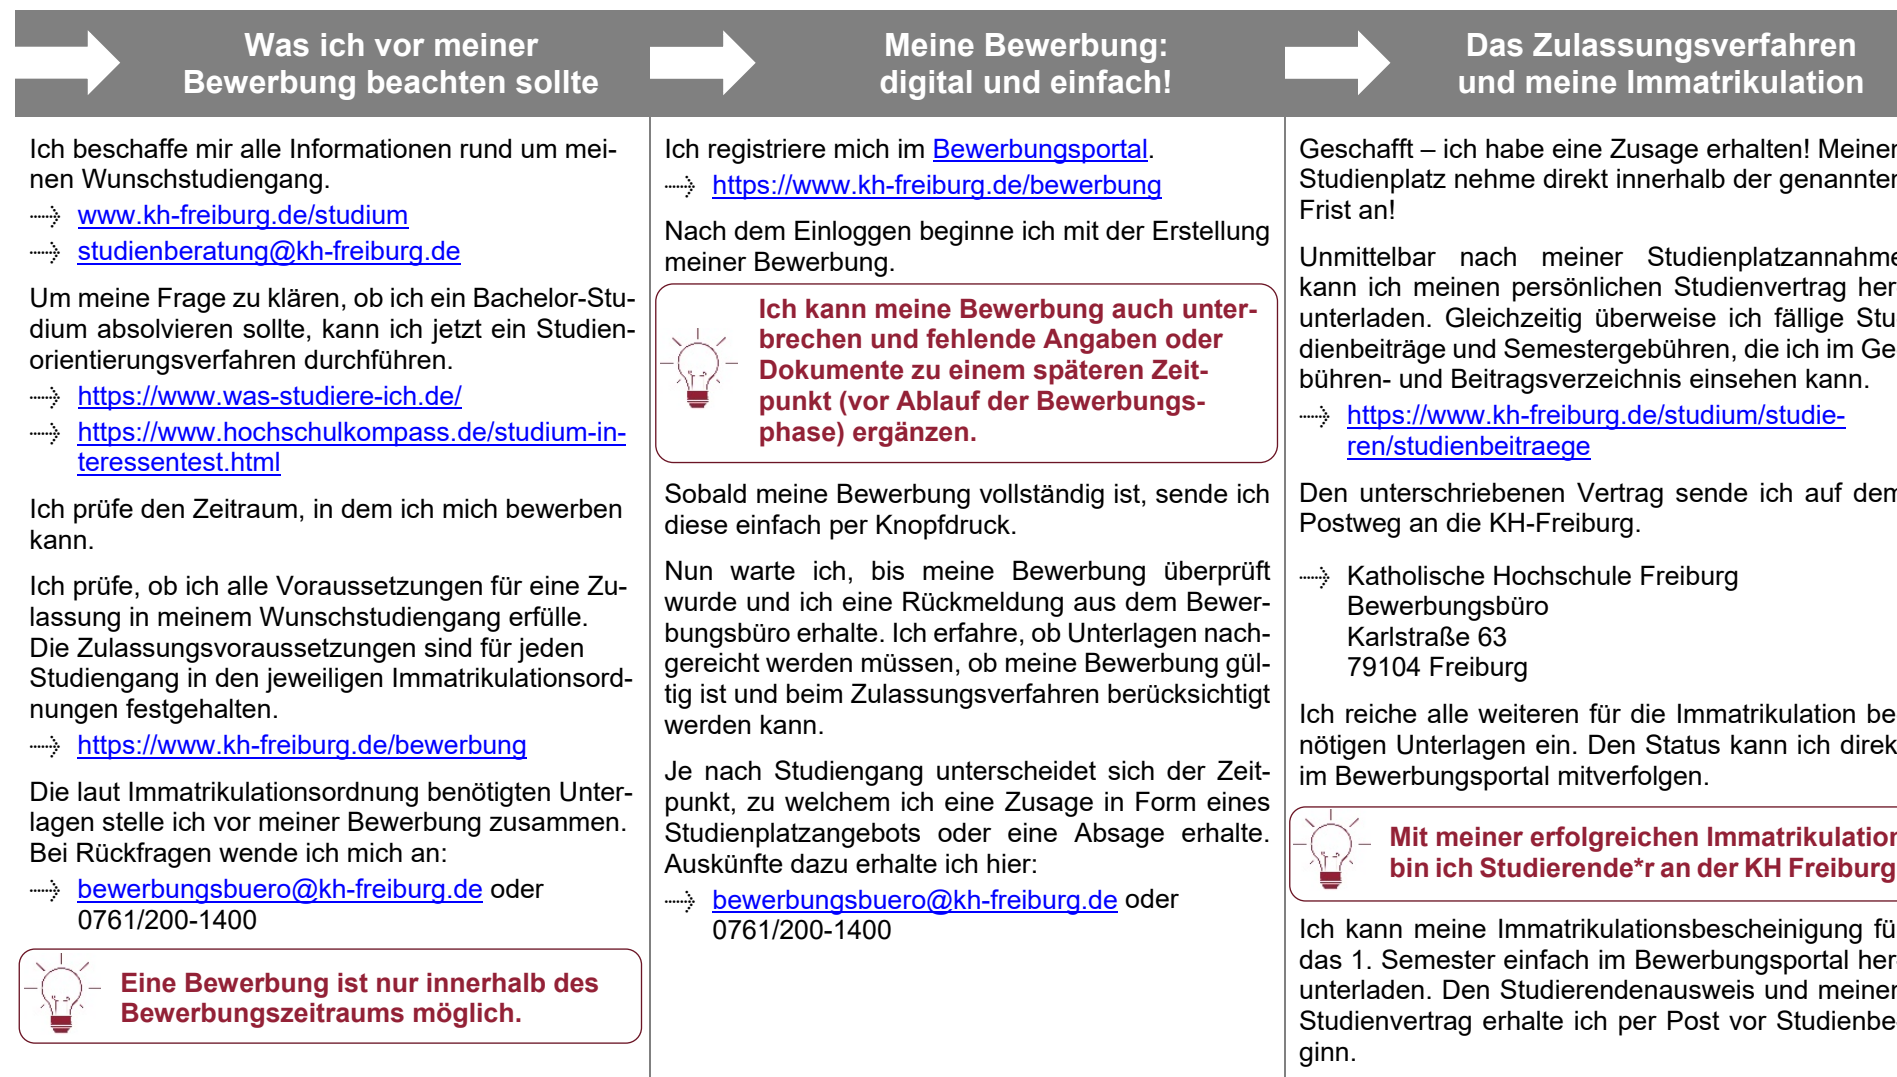 Was ich vor meiner
Bewerbung beachten sollte
Ich beschaffe mir alle Informationen rund um mei-
nen Wunschstudiengang.
www.kh-freiburg.de/studium
studienberatung@kh-freiburg.de
Um meine Frage zu klären, ob ich ein Bachelor-Stu-
dium absolvieren sollte, kann ich jetzt ein Studien-
orientierungsverfahren durchführen.
https://www.was-studiere-ich.de/
https://www.hochschulkompass.de/studium-in-
teressentest.html
Ich prüfe den Zeitraum, in dem ich mich bewerben
kann.
Ich prüfe, ob ich alle Voraussetzungen für eine Zu-
lassung in meinem Wunschstudiengang erfülle.
Die Zulassungsvoraussetzungen sind für jeden
Studiengang in den jeweiligen Immatrikulationsord-
nungen festgehalten.
https://www.kh-freiburg.de/bewerbung
Die laut Immatrikulationsordnung benötigten Unter-
lagen stelle ich vor meiner Bewerbung zusammen.
Bei Rückfragen wende ich mich an:
bewerbungsbuero@kh-freiburg.de oder
0761/200-1400
Eine Bewerbung ist nur innerhalb des
Bewerbungszeitraums möglich.
Meine Bewerbung:
digital und einfach!
Ich registriere mich im Bewerbungsportal.
https://www.kh-freiburg.de/bewerbung
Nach dem Einloggen beginne ich mit der Erstellung
meiner Bewerbung.
Ich kann meine Bewerbung auch unter-
brechen und fehlende Angaben oder
Dokumente zu einem späteren Zeit-
punkt (vor Ablauf der Bewerbungs-
phase) ergänzen.
Sobald meine Bewerbung vollständig ist, sende ich
diese einfach per Knopfdruck.
Nun warte ich, bis meine Bewerbung überprüft
wurde und ich eine Rückmeldung aus dem Bewer-
bungsbüro erhalte. Ich erfahre, ob Unterlagen nach-
gereicht werden müssen, ob meine Bewerbung gül-
tig ist und beim Zulassungsverfahren berücksichtigt
werden kann.
Je nach Studiengang unterscheidet sich der Zeit-
punkt, zu welchem ich eine Zusage in Form eines
Studienplatzangebots oder eine Absage erhalte.
Auskünfte dazu erhalte ich hier:
bewerbungsbuero@kh-freiburg.de oder
0761/200-1400
Das Zulassungsverfahren
und meine Immatrikulation
Geschafft – ich habe eine Zusage erhalten! Meinen
Studienplatz nehme direkt innerhalb der genannten
Frist an!
Unmittelbar nach meiner Studienplatzannahme
kann ich meinen persönlichen Studienvertrag her-
unterladen. Gleichzeitig überweise ich fällige Stu-
dienbeiträge und Semestergebühren, die ich im Ge-
bühren- und Beitragsverzeichnis einsehen kann.
https://www.kh-freiburg.de/studium/studie-
ren/studienbeitraege
Den unterschriebenen Vertrag sende ich auf dem
Postweg an die KH-Freiburg.
Katholische Hochschule Freiburg
Bewerbungsbüro
Karlstraße 63
79104 Freiburg
Ich reiche alle weiteren für die Immatrikulation be-
nötigen Unterlagen ein. Den Status kann ich direkt
im Bewerbungsportal mitverfolgen.
Mit meiner erfolgreichen Immatrikulation
bin ich Studierende*r an der KH Freiburg
Ich kann meine Immatrikulationsbescheinigung für
das 1. Semester einfach im Bewerbungsportal her-
unterladen. Den Studierendenausweis und meinen
Studienvertrag erhalte ich per Post vor Studienbe-
ginn.